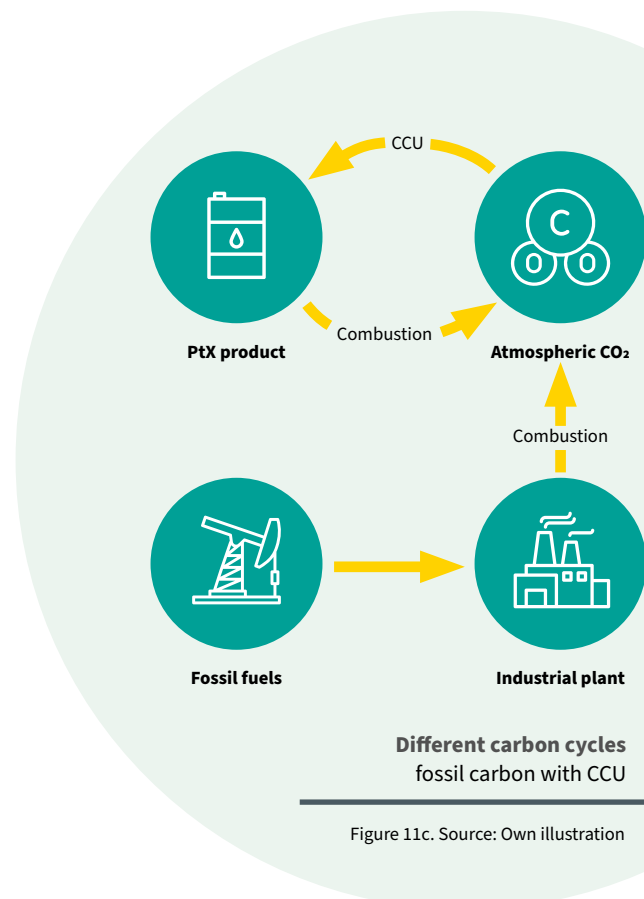 CCU
C
O O
Combustion
PtX product
Atmospheric CO₂
Combustion
Fossil fuels
Industrial plant
Different carbon cycles
fossil carbon with CCU
Figure 11c. Source: Own illustration